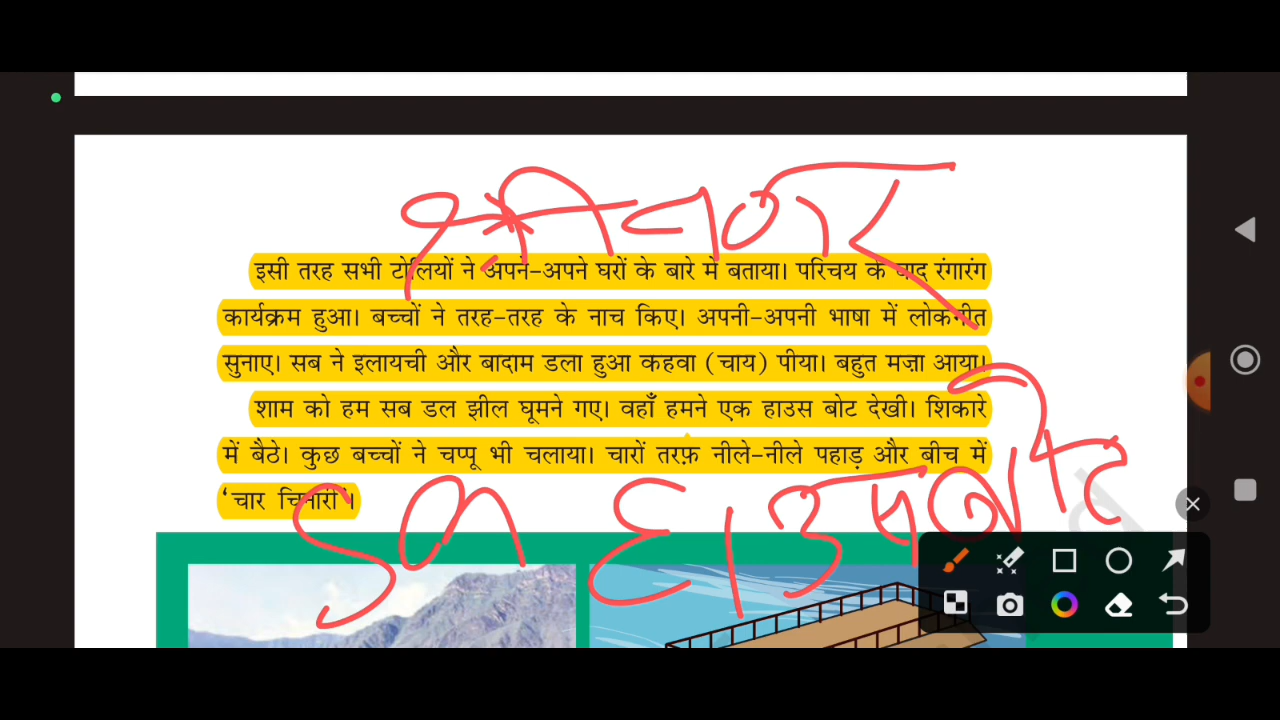 श्रीनगर
इसी तरह सभी टोलियों ने अपने-अपने घरों के बारे में बताया। परिचय के बाद रंगारंग
कार्यक्रम हुआ। बच्चों ने तरह-तरह के नाच किए। अपनी-अपनी भाषा में लोकगीत
सुनाए। सब ने इलायची और बादाम डला हुआ कहवा (चाय) पीया। बहुत मज़ा आया।
शाम को हम सब डल झील घूमने गए। वहाँ हमने एक हाउस बोट देखी। शिकारे
में बैठे। कुछ बच्चों ने चप्पू भी चलाया। चारों तरफ़ नीले-नीले पहाड़ और बीच में
‘चार चिनारी’।
डल हाउसबोट